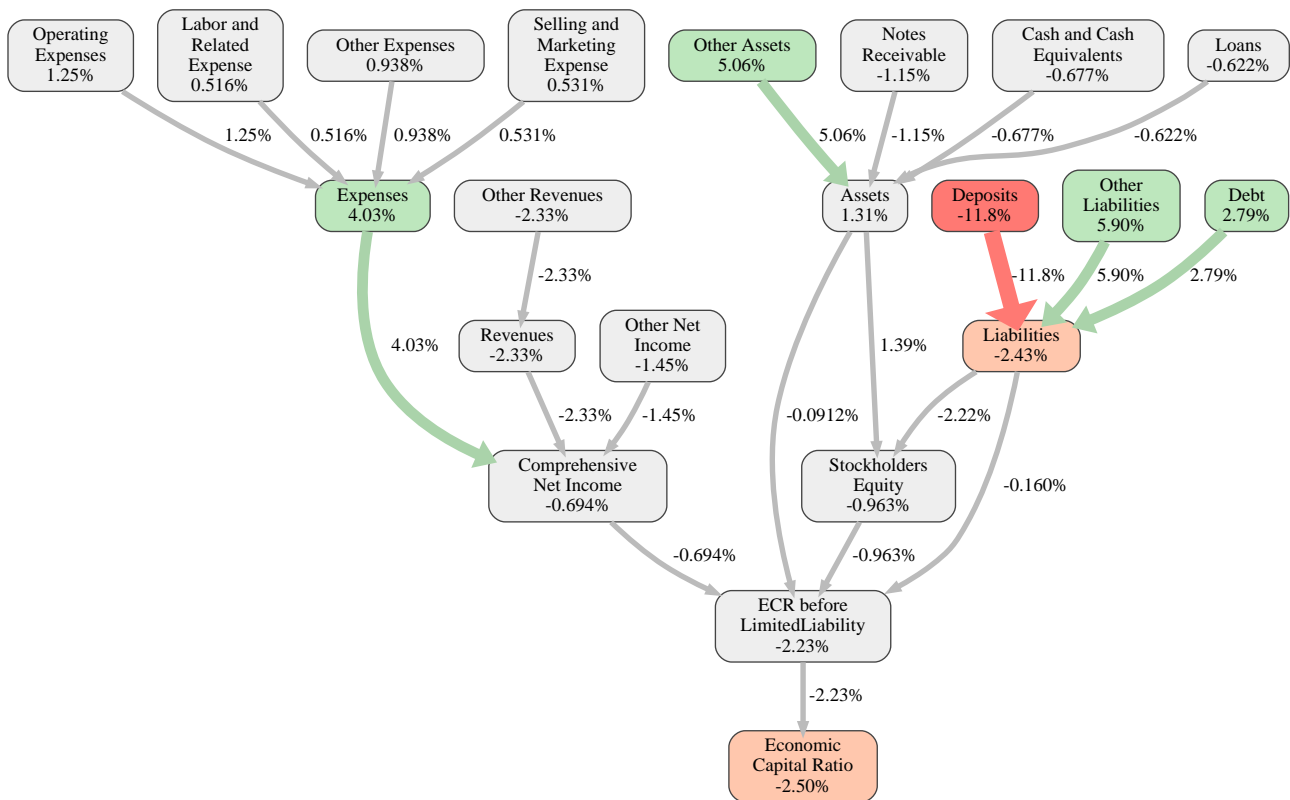 Operating
Expenses
1.25%
Labor and
Related
Expense
0.516%
Other Expenses
0.938%
Selling and
Marketing
Expense
0.531%
Other Assets
5.06%
Notes
Receivable
-1.15%
Cash and Cash
Equivalents
-0.677%
Loans
-0.622%
1.25%
0.516%
0.938%
0.531%
5.06%
-1.15%
-0.677%
-0.622%
Expenses
4.03%
Other Revenues
-2.33%
Assets
1.31%
Deposits
-11.8%
Other
Liabilities
5.90%
Debt
2.79%
-2.33%
-11.8%
5.90%
2.79%
4.03%
Revenues
-2.33%
Other Net
Income
-1.45%
1.39%
Liabilities
-2.43%
-2.33%
-1.45%
-0.0912%
-2.22%
Comprehensive
Net Income
-0.694%
Stockholders
Equity
-0.963%
-0.160%
-0.694%
-0.963%
ECR before
LimitedLiability
-2.23%
-2.23%
Economic
Capital Ratio
-2.50%